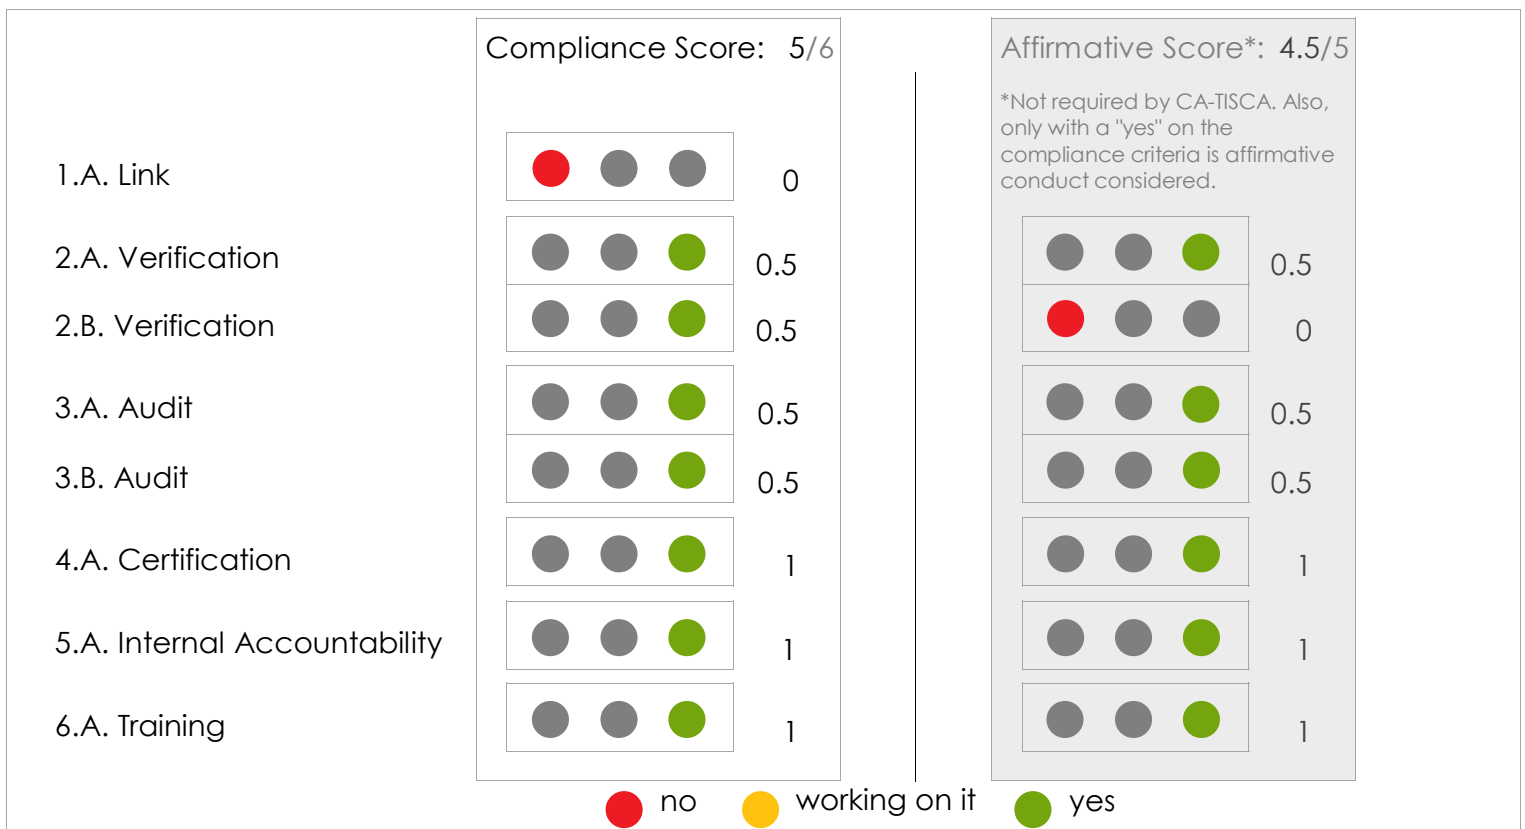 Compliance Score: 5/6
Affirmative Score*: 4.5/5
*Not required by CA-TISCA. Also,
only with a "yes" on the
compliance criteria is affirmative
conduct considered.
1.A. Link 0
2.A. Verification 0.5 0.5
2.B. Verification 0.5 0
3.A. Audit 0.5 0.5
3.B. Audit 0.5 0.5
4.A. Certification 1 1
5.A. Internal Accountability 1 1
6.A. Training 1 1
no working on it yes